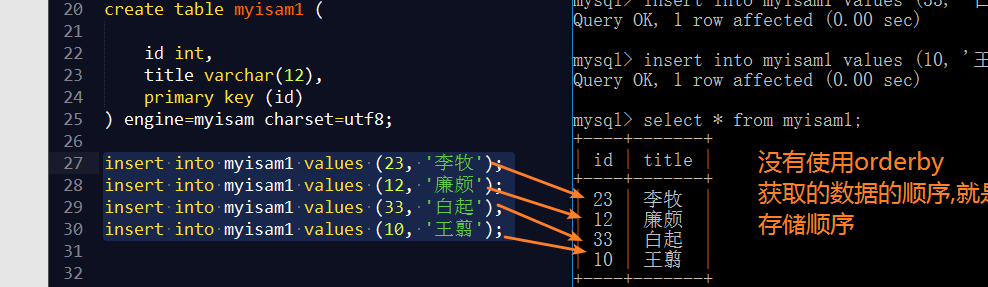 20 create table myisam1 (
21
22 id int,
23 title varchar(12),
24 primary key (id)
25 ) engine=myisam charset=utf8;
26
27 insert into myisam1 values (23, '李牧');
28 insert into myisam1 values (12, '廉颇');
29 insert into myisam1 values (33, '白起');
30 insert into myisam1 values (10, '王翦');
31
32
mysql> insert into myisam1 values (33, '白
Query OK, 1 row affected (0.00 sec)
mysql> insert into myisam1 values (10, '王
Query OK, 1 row affected (0.00 sec)
mysql> select * from myisam1;
+----+-------+
| id | title |
+----+-------+
| 23 | 李牧 |
| 12 | 廉颇 |
| 33 | 白起 |
| 10 | 王翦 |
+----+-------+
没有使用orderby
获取的数据的顺序,就是
存储顺序